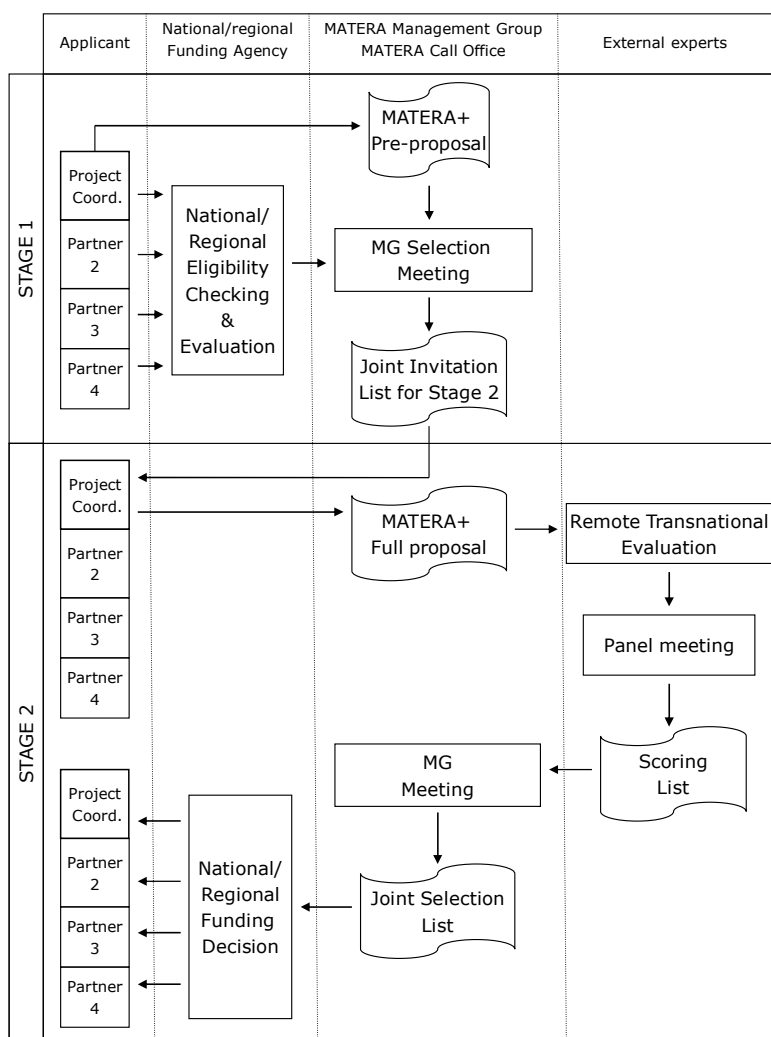 Applicant
National/regional
Funding Agency
MATERA Management Group
MATERA Call Office
External experts
STAGE 1
MATERA+
Pre-proposal
Project
Coord.
Partner
2
Partner
3
Partner
4
National/
Regional
Eligibility
Checking
&
Evaluation
MG Selection
Meeting
Joint Invitation
List for Stage 2
STAGE 2
Project
Coord.
Partner
2
Partner
3
Partner
4
MATERA+
Full proposal
Remote Transnational
Evaluation
Panel meeting
Scoring
List
MG
Meeting
Joint Selection
List
National/
Regional
Funding
Decision
Project
Coord.
Partner
2
Partner
3
Partner
4